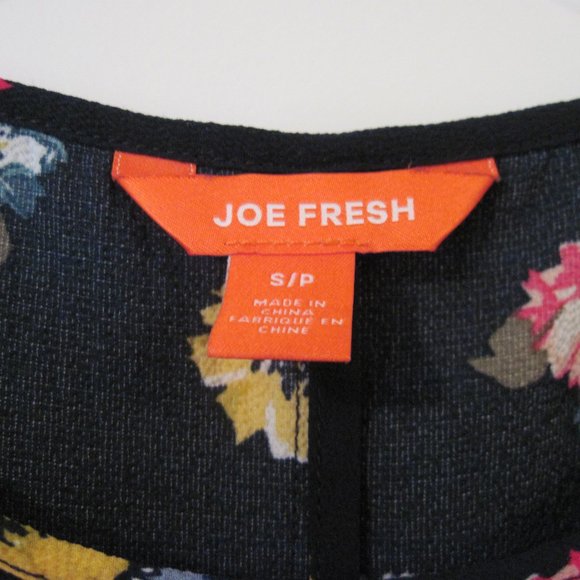 JOE FRESH
S/P
MADE IN
CHINA
FABRIQUÉ EN
CHINE